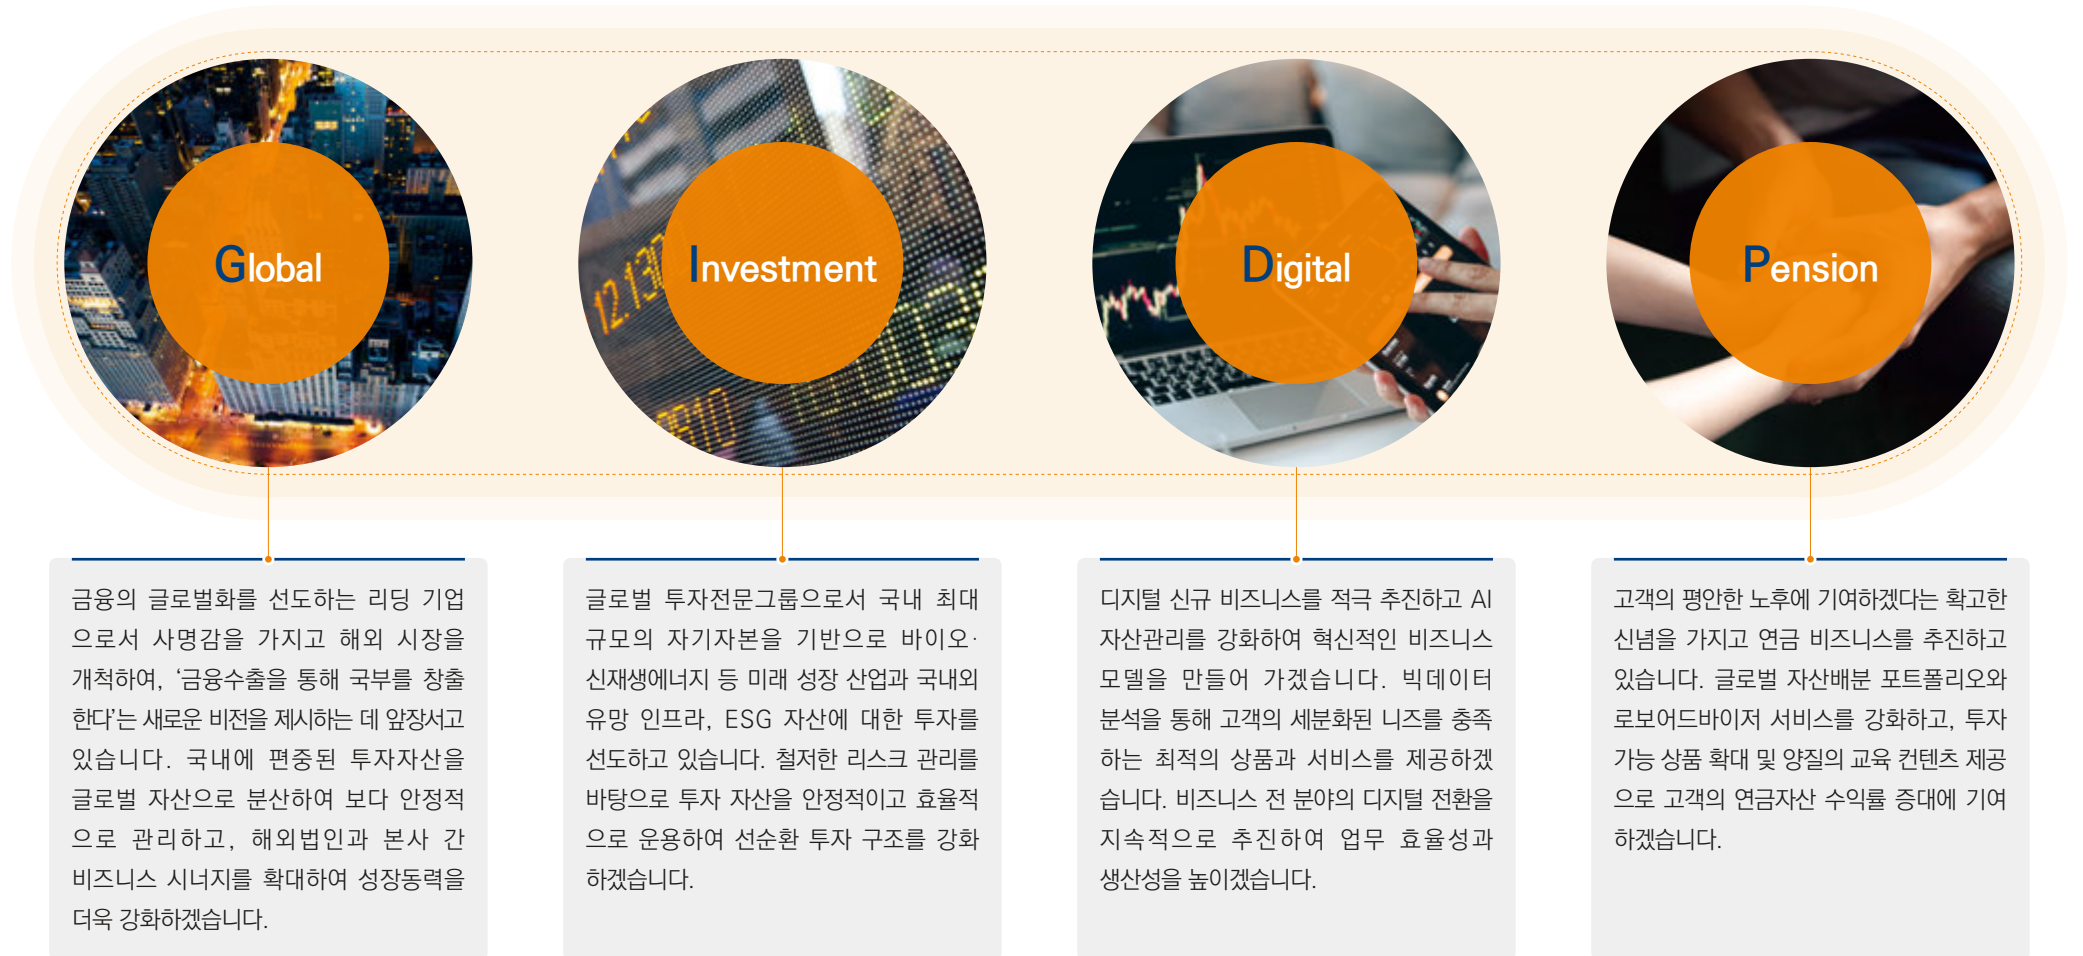 Global
Investment
Digital
Pension
12.130
금융의 글로벌화를 선도하는 리딩 기업
으로서 사명감을 가지고 해외 시장을
개척하여, ‘금융수출을 통해 국부를 창출
한다’는 새로운 비전을 제시하는 데 앞장서고
있습니다. 국내에 편중된 투자자산을
글로벌 자산으로 분산하여 보다 안정적
으로 관리하고, 해외법인과 본사 간
비즈니스 시너지를 확대하여 성장동력을
더욱 강화하겠습니다.
글로벌 투자전문그룹으로서 국내 최대
규모의 자기자본을 기반으로 바이오·
신재생에너지 등 미래 성장 산업과 국내외
유망 인프라, ESG 자산에 대한 투자를
선도하고 있습니다. 철저한 리스크 관리를
바탕으로 투자 자산을 안정적이고 효율적
으로 운용하여 선순환 투자 구조를 강화
하겠습니다.
디지털 신규 비즈니스를 적극 추진하고 AI
자산관리를 강화하여 혁신적인 비즈니스
모델을 만들어 가겠습니다. 빅데이터
분석을 통해 고객의 세분화된 니즈를 충족
하는 최적의 상품과 서비스를 제공하겠
습니다. 비즈니스 전 분야의 디지털 전환을
지속적으로 추진하여 업무 효율성과
생산성을 높이겠습니다.
고객의 평안한 노후에 기여하겠다는 확고한
신념을 가지고 연금 비즈니스를 추진하고
있습니다. 글로벌 자산배분 포트폴리오와
로보어드바이저 서비스를 강화하고, 투자
가능 상품 확대 및 양질의 교육 컨텐츠 제공
으로 고객의 연금자산 수익률 증대에 기여
하겠습니다.